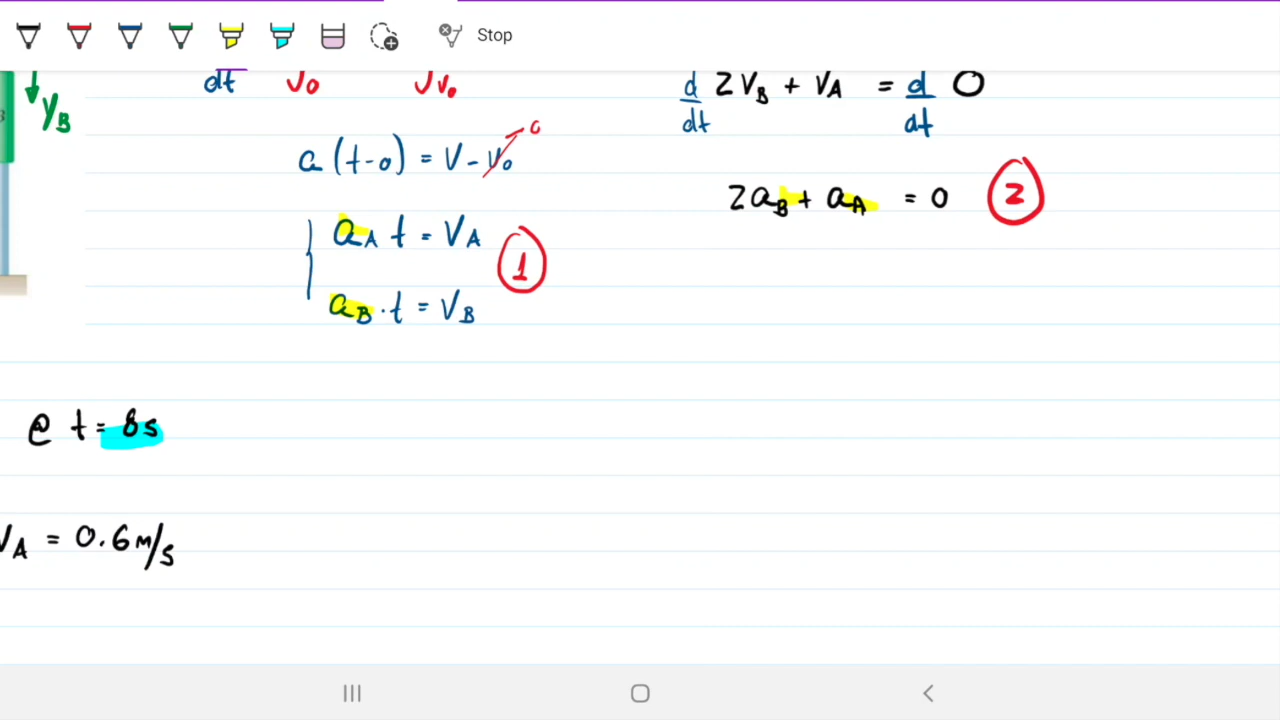 Stop
B
y_B
dt v₀ v₀
a (t-0) = V - V₀ 0
a_A t = V_A
1
a_B · t = V_B
d/dt 2V_B + V_A = d/dt 0
2a_B + a_A = 0 2
@ t = 8s
V_A = 0.6 m/s